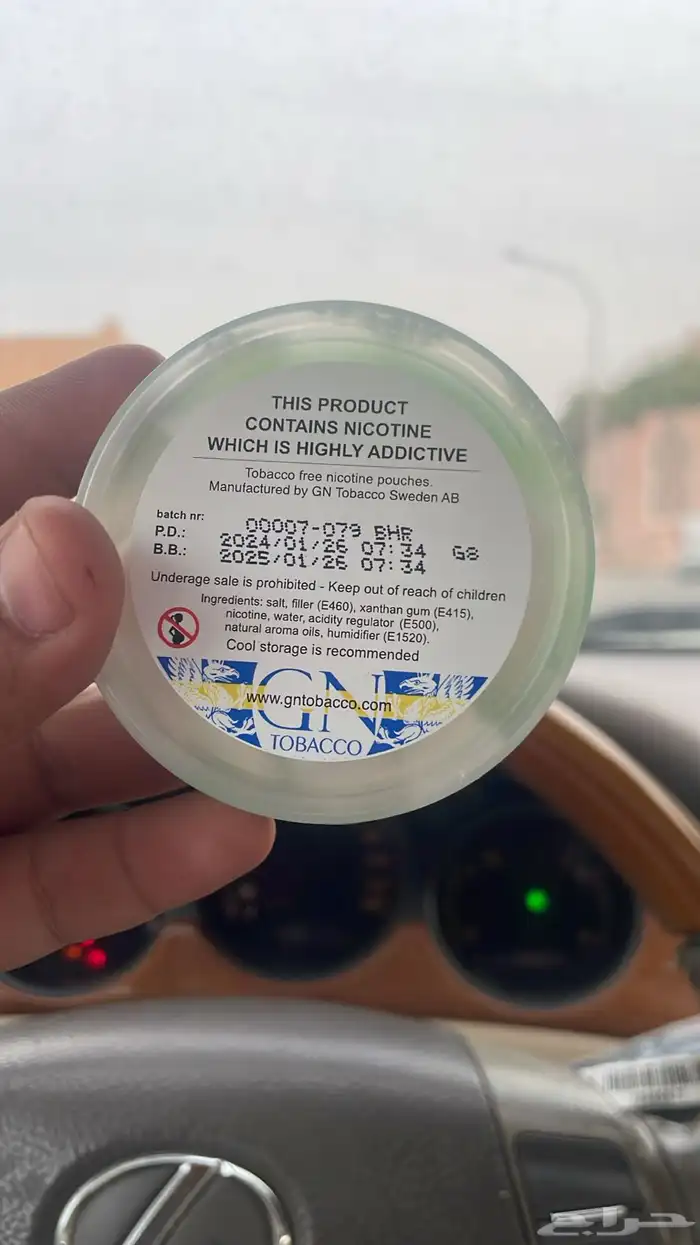 THIS PRODUCT
CONTAINS NICOTINE
WHICH IS HIGHLY ADDICTIVE
Tobacco free nicotine pouches.
Manufactured by GN Tobacco Sweden AB
batch nr: 00007-079 BHR
P.D.: 2024/01/26 07:34 G8
B.B.: 2025/01/26 07:34
Underage sale is prohibited - Keep out of reach of children
Ingredients: salt, filler (E460), xanthan gum (E415),
nicotine, water, acidity regulator (E500),
natural aroma oils, humidifier (E1520).
Cool storage is recommended
GN
www.gntobacco.com
TOBACCO
حراج